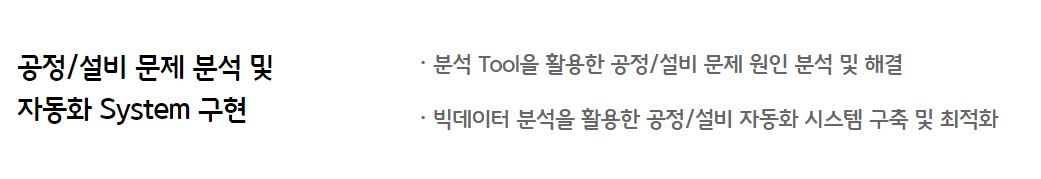 공정/설비 문제 분석 및
자동화 System 구현
· 분석 Tool을 활용한 공정/설비 문제 원인 분석 및 해결
· 빅데이터 분석을 활용한 공정/설비 자동화 시스템 구축 및 최적화